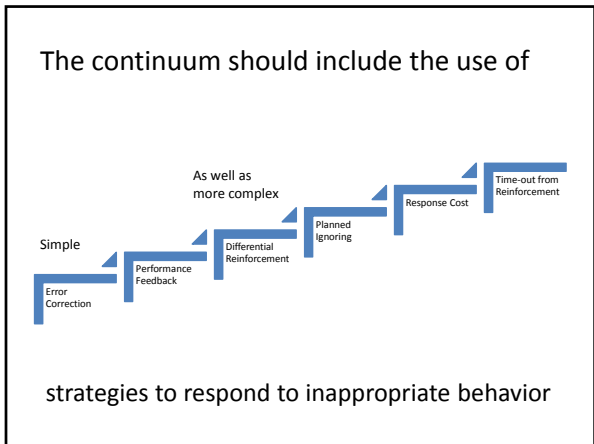 The continuum should include the use of
As well as
more complex
Simple
Error
Correction
Performance
Feedback
Differential
Reinforcement
Planned
Ignoring
Response Cost
Time-out from
Reinforcement
strategies to respond to inappropriate behavior